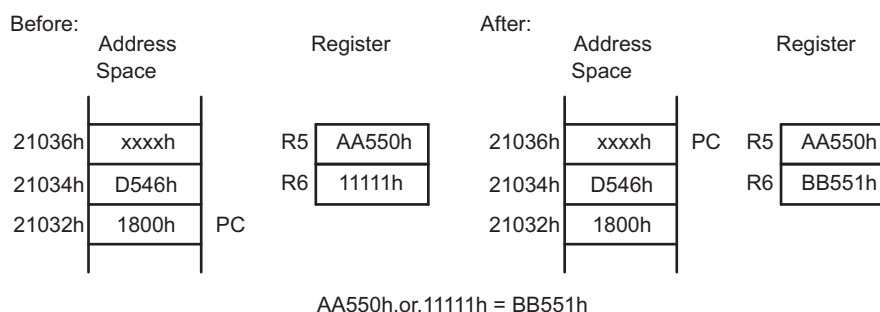 Before:
Address Space
Register
21036h xxxxh
R5 AA550h
21034h D546h
R6 11111h
21032h 1800h PC
After:
Address Space
Register
21036h xxxxh PC
R5 AA550h
21034h D546h
R6 BB551h
21032h 1800h
AA550h.or.11111h = BB551h